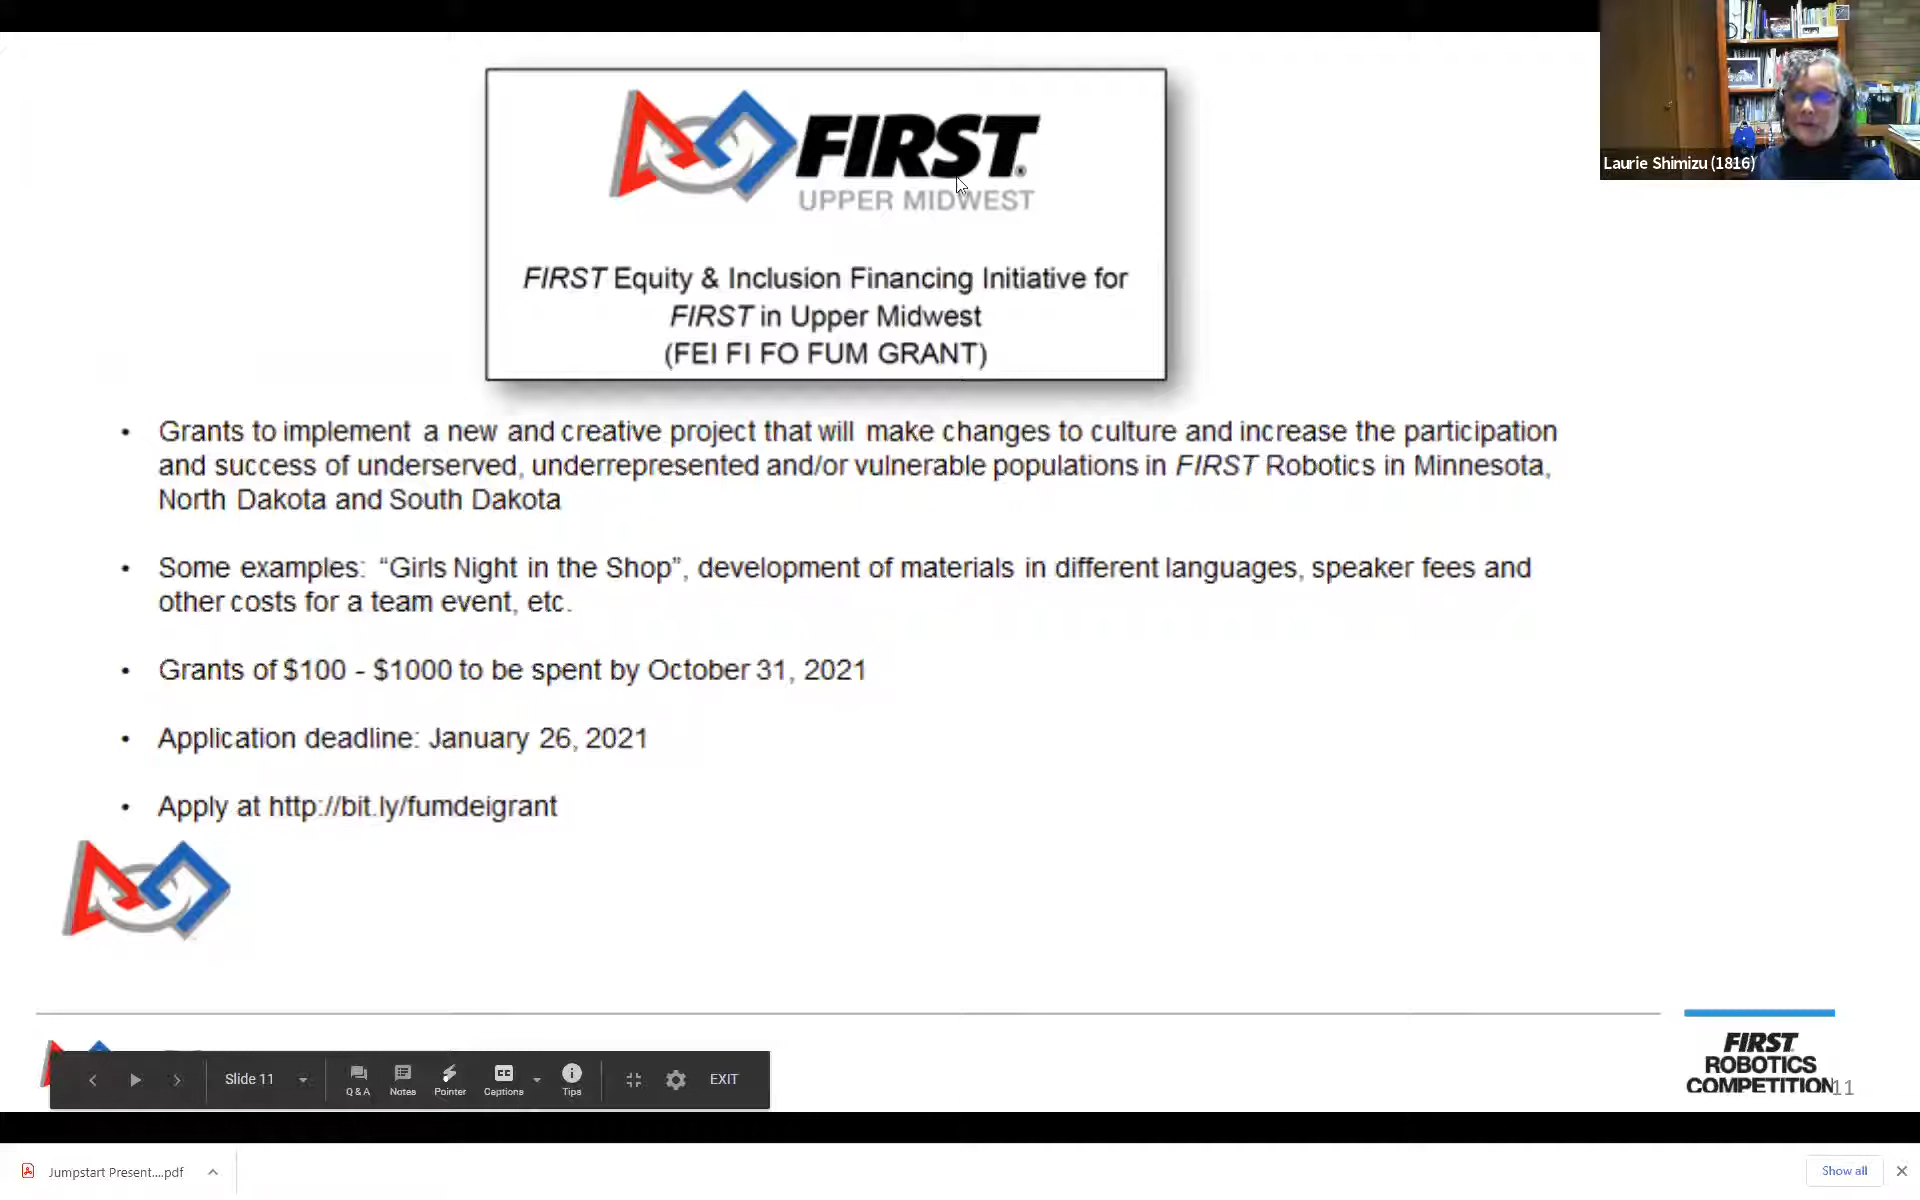 FIRST
UPPER MIDWEST
FIRST Equity & Inclusion Financing Initiative for
FIRST in Upper Midwest
(FEI FI FO FUM GRANT)
Laurie Shimizu (1816)
• Grants to implement a new and creative project that will make changes to culture and increase the participation
and success of underserved, underrepresented and/or vulnerable populations in FIRST Robotics in Minnesota,
North Dakota and South Dakota
• Some examples: “Girls Night in the Shop”, development of materials in different languages, speaker fees and
other costs for a team event, etc.
• Grants of $100 - $1000 to be spent by October 31, 2021
• Application deadline: January 26, 2021
• Apply at http://bit.ly/fumdeigrant
FIRST
ROBOTICS
COMPETITION
11
Slide 11
Q & A
Notes
Pointer
CC
Captions
Tips
EXIT
Jumpstart Present....pdf
Show all